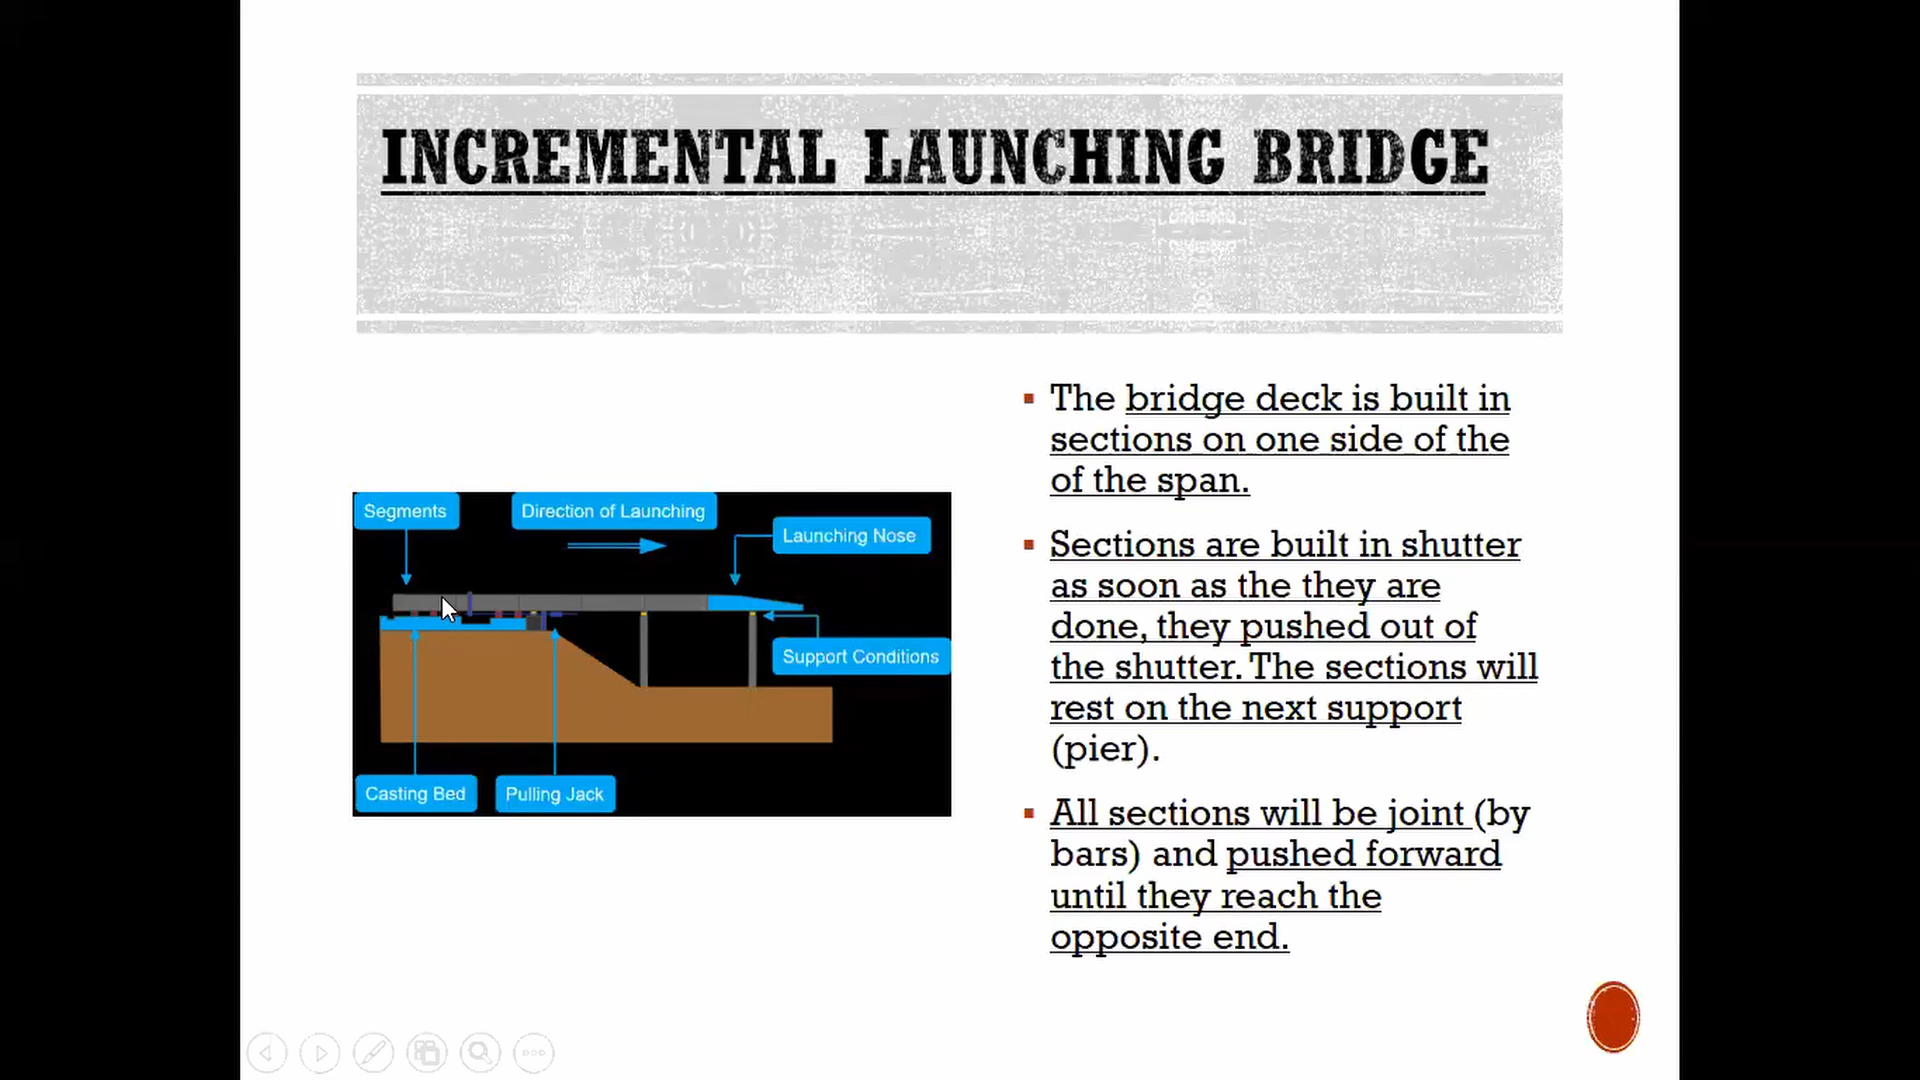 INCREMENTAL LAUNCHING BRIDGE
Segments
Direction of Launching
Launching Nose
Support Conditions
Casting Bed
Pulling Jack
The bridge deck is built in
sections on one side of the
of the span.
Sections are built in shutter
as soon as the they are
done, they pushed out of
the shutter. The sections will
rest on the next support
(pier).
All sections will be joint (by
bars) and pushed forward
until they reach the
opposite end.